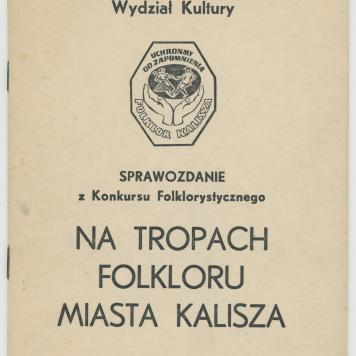 Wydział Kultury
UCHRONMY
OD ZAPOMNIENIA
FOLKLOR KALISZA
SPRAWOZDANIE
z Konkursu Folklorystycznego
NA TROPACH
FOLKLORU
MIASTA KALISZA